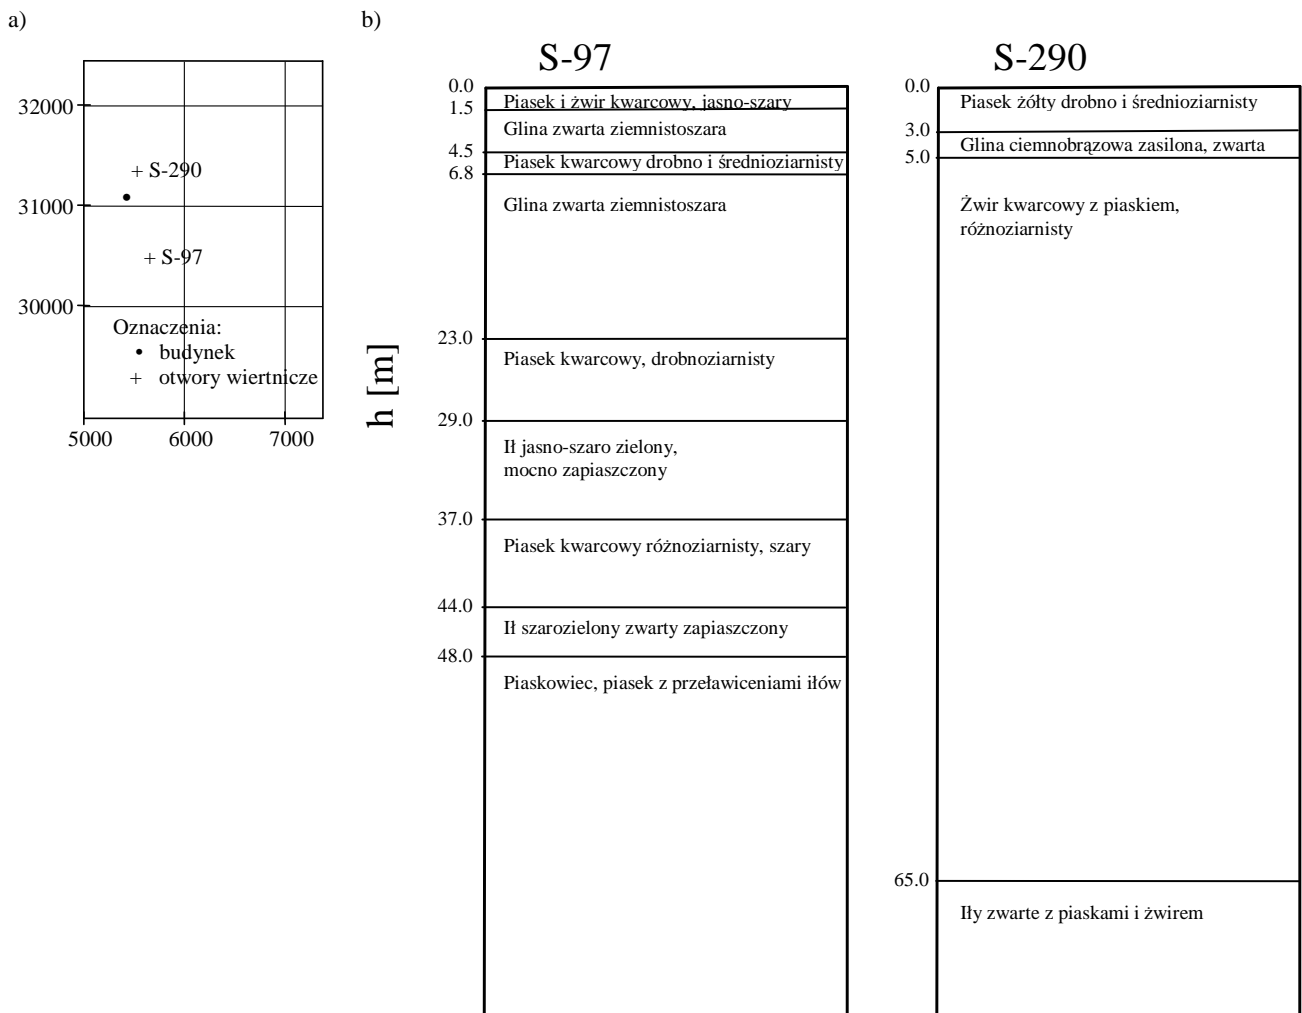 a)
32000
+ S-290
31000
+ S-97
30000
Oznaczenia:
• budynek
+ otwory wiertnicze
5000 6000 7000
b)
h [m]
S-97
0.0
Piasek i żwir kwarcowy, jasno-szary
1.5
Glina zwarta ziemnistoszara
4.5
Piasek kwarcowy drobno i średnioziarnisty
6.8
Glina zwarta ziemnistoszara
23.0
Piasek kwarcowy, drobnoziarnisty
29.0
Ił jasno-szaro zielony,
mocno zapiaszczony
37.0
Piasek kwarcowy różnoziarnisty, szary
44.0
Ił szarozielony zwarty zapiaszczony
48.0
Piaskowiec, piasek z przeławiceniami iłów
S-290
0.0
Piasek żółty drobno i średnioziarnisty
3.0
Glina ciemnobrązowa zasilona, zwarta
5.0
Żwir kwarcowy z piaskiem,
różnoziarnisty
65.0
Iły zwarte z piaskami i żwirem